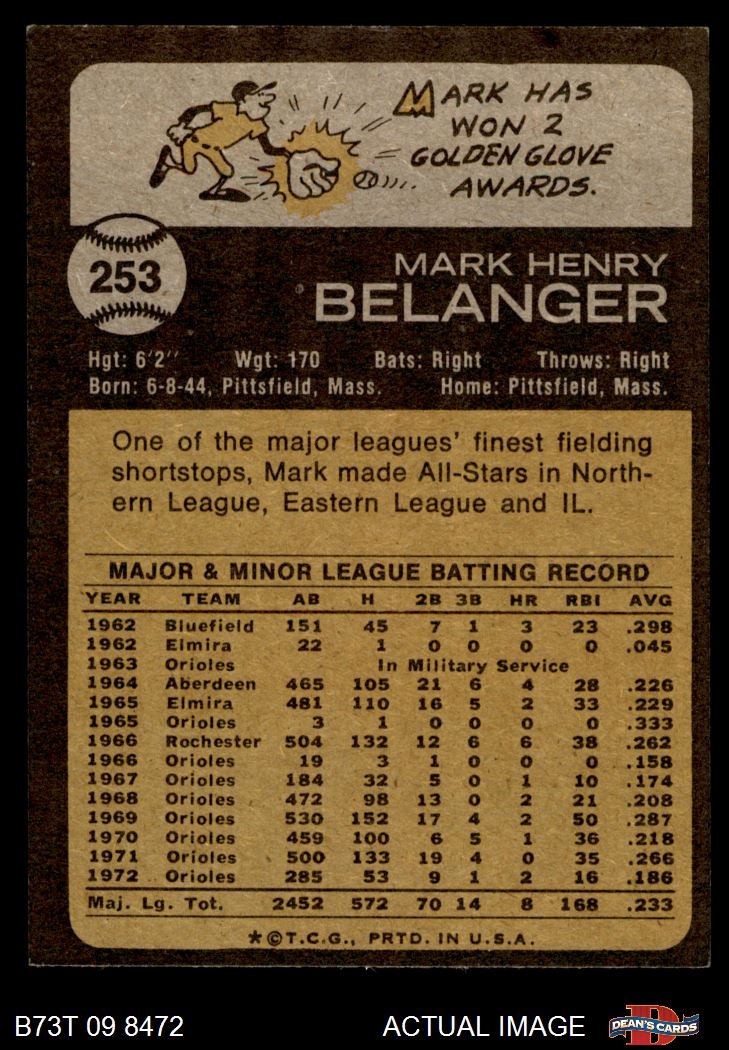 MARK HAS
WON 2
GOLDEN GLOVE
AWARDS.
253
MARK HENRY
BELANGER
Hgt: 6'2" Wgt: 170 Bats: Right Throws: Right
Born: 6-8-44, Pittsfield, Mass. Home: Pittsfield, Mass.
One of the major leagues' finest fielding
shortstops, Mark made All-Stars in North-
ern League, Eastern League and IL.
MAJOR & MINOR LEAGUE BATTING RECORD
YEAR TEAM AB H 2B 3B HR RBI AVG
1962 Bluefield 151 45 7 1 3 23 .298
1962 Elmira 22 1 0 0 0 0 .045
1963 Orioles In Military Service
1964 Aberdeen 465 105 21 6 4 28 .226
1965 Elmira 481 110 16 5 2 33 .229
1965 Orioles 3 1 0 0 0 0 .333
1966 Rochester 504 132 12 6 6 38 .262
1966 Orioles 19 3 1 0 0 0 .158
1967 Orioles 184 32 5 0 1 10 .174
1968 Orioles 472 98 13 0 2 21 .208
1969 Orioles 530 152 17 4 2 50 .287
1970 Orioles 459 100 6 5 1 36 .218
1971 Orioles 500 133 19 4 0 35 .266
1972 Orioles 285 53 9 1 2 16 .186
Maj. Lg. Tot. 2452 572 70 14 8 168 .233
*©T.C.G., PRTD. IN U.S.A.
B73T 09 8472 ACTUAL IMAGE
D
DEAN'S CARDS